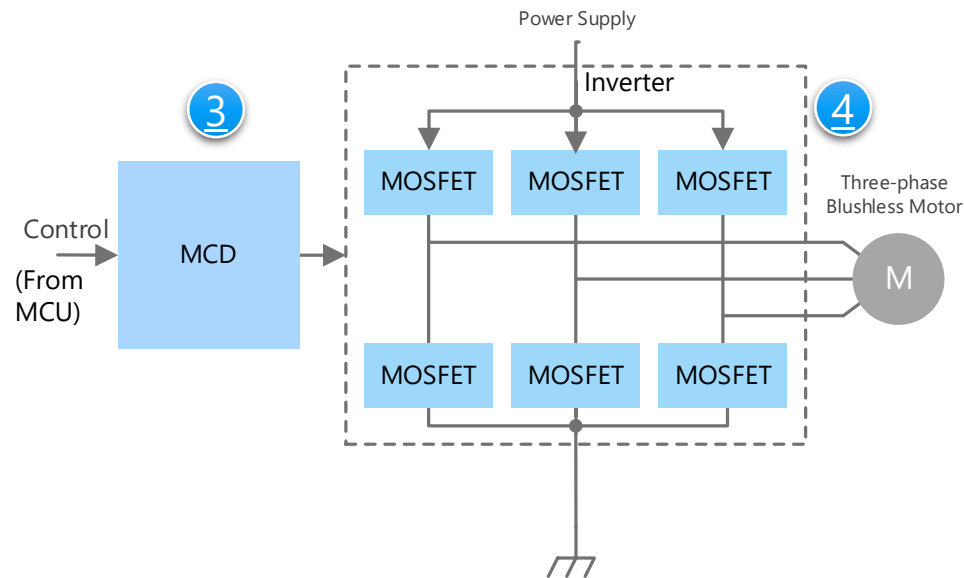 Power Supply
Inverter
3
4
MOSFET
MOSFET
MOSFET
Three-phase
Blushless Motor
Control
(From
MCU)
MCD
M
MOSFET
MOSFET
MOSFET